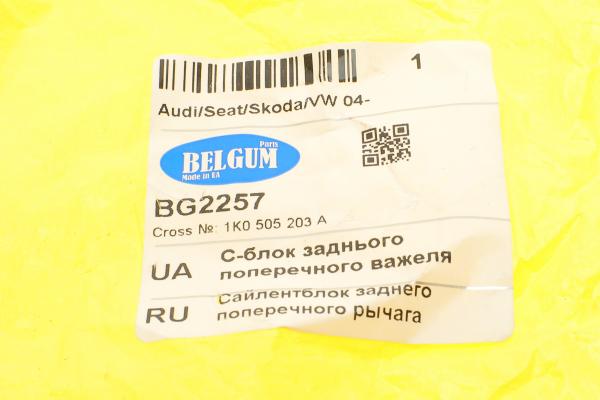 1
Audi/Seat/Skoda/VW 04-
Parts
BELGUM
Made in EA
BG2257
Cross №: 1K0 505 203 A
UA С-блок заднього
поперечного важеля
RU Сайлентблок заднего
поперечного рычага